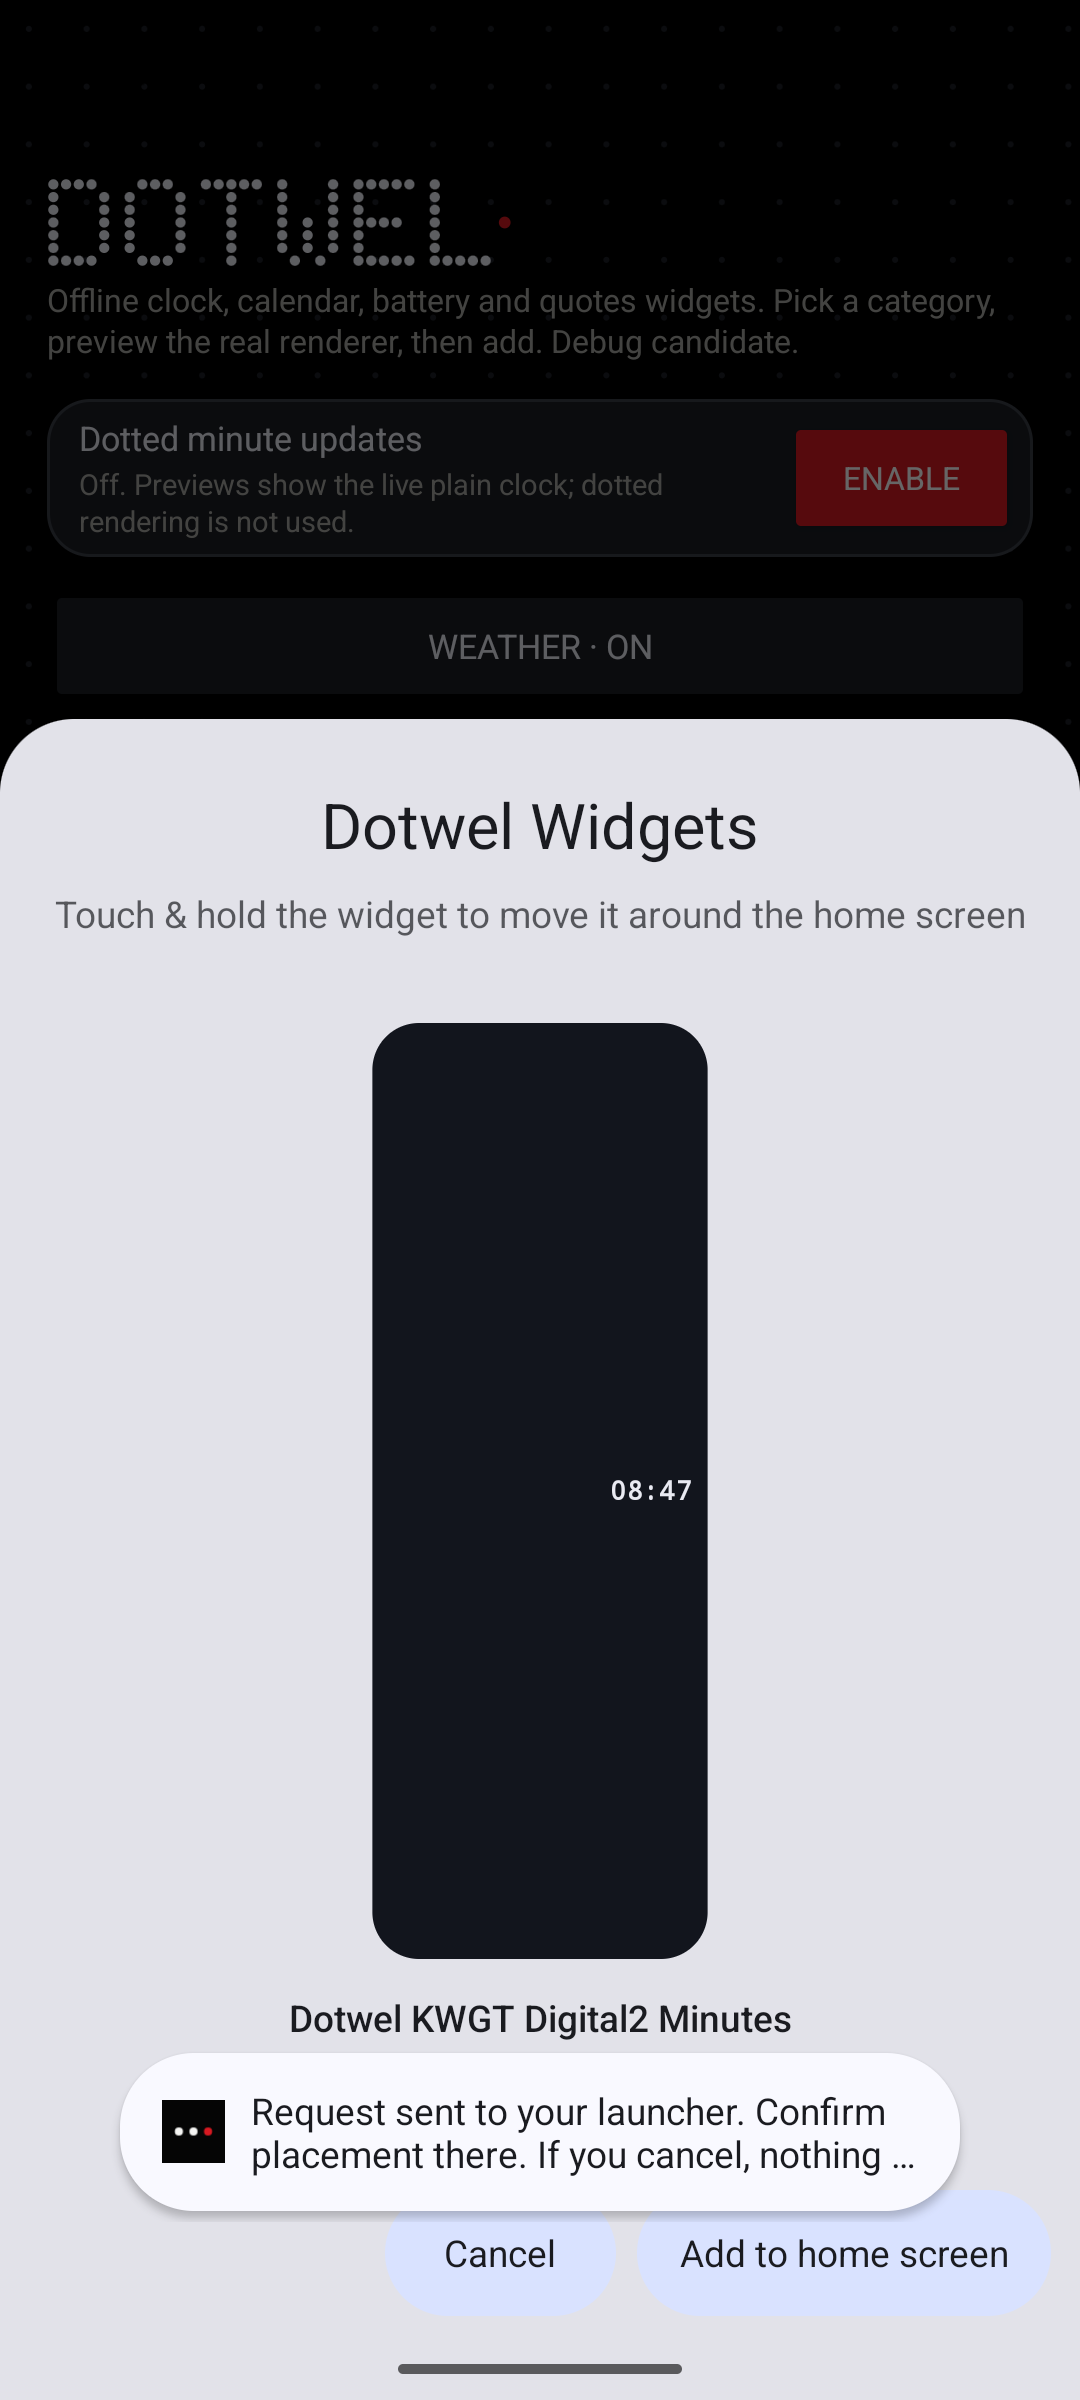 DOTWEL.
Offline clock, calendar, battery and quotes widgets. Pick a category,
preview the real renderer, then add. Debug candidate.
Dotted minute updates
Off. Previews show the live plain clock; dotted
rendering is not used.
ENABLE
WEATHER · ON
Dotwel Widgets
Touch & hold the widget to move it around the home screen
08:47
Dotwel KWGT Digital2 Minutes
Request sent to your launcher. Confirm
placement there. If you cancel, nothing ...
Cancel
Add to home screen